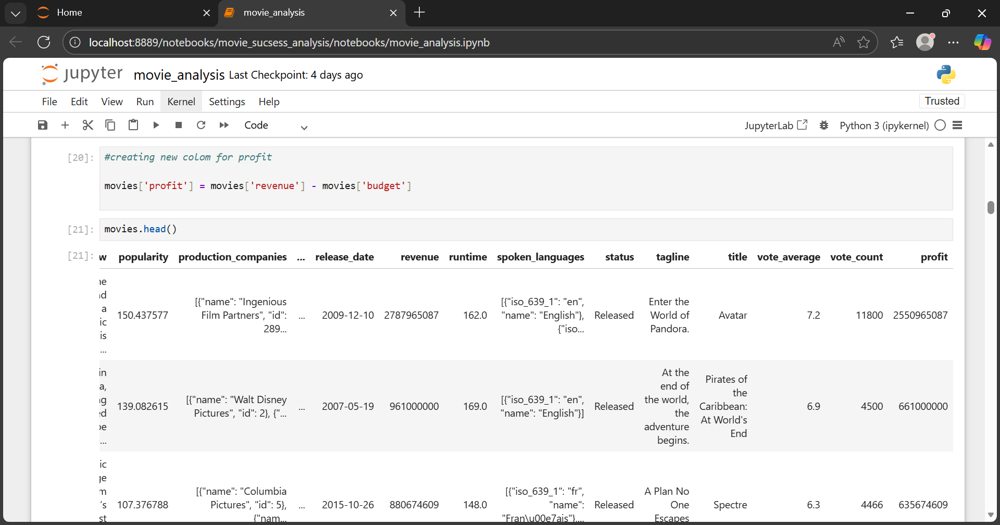 Home
movie_analysis
localhost:8889/notebooks/movie_sucsess_analysis/notebooks/movie_analysis.ipynb
jupyter movie_analysis Last Checkpoint: 4 days ago
File Edit View Run Kernel Settings Help Trusted
Code JupyterLab Python 3 (ipykernel)
[20]: #creating new colom for profit
movies['profit'] = movies['revenue'] - movies['budget']
[21]: movies.head()
[21]: w popularity production_companies ... release_date revenue runtime spoken_languages status tagline title vote_average vote_count profit
ne
nd
a
ic
is
...
150.437577
[{"name": "Ingenious
Film Partners", "id":
289...
...
2009-12-10
2787965087
162.0
[{"iso_639_1": "en",
"name": "English"},
{"iso...
Released
Enter the
World of
Pandora.
Avatar
7.2
11800
2550965087
in
a,
ng
ed
be
...
139.082615
[{"name": "Walt Disney
Pictures", "id": 2}, {"...
...
2007-05-19
961000000
169.0
[{"iso_639_1": "en",
"name": "English"}]
Released
At the
end of
the world,
the
adventure
begins.
Pirates of
the
Caribbean:
At World's
End
6.9
4500
661000000
ic
ge
m
's
st
107.376788
[{"name": "Columbia
Pictures", "id": 5},
{"nam...
...
2015-10-26
880674609
148.0
[{"iso_639_1": "fr",
"name":
"Fran\u00e7ais"},...
Released
A Plan No
One
Escapes
Spectre
6.3
4466
635674609